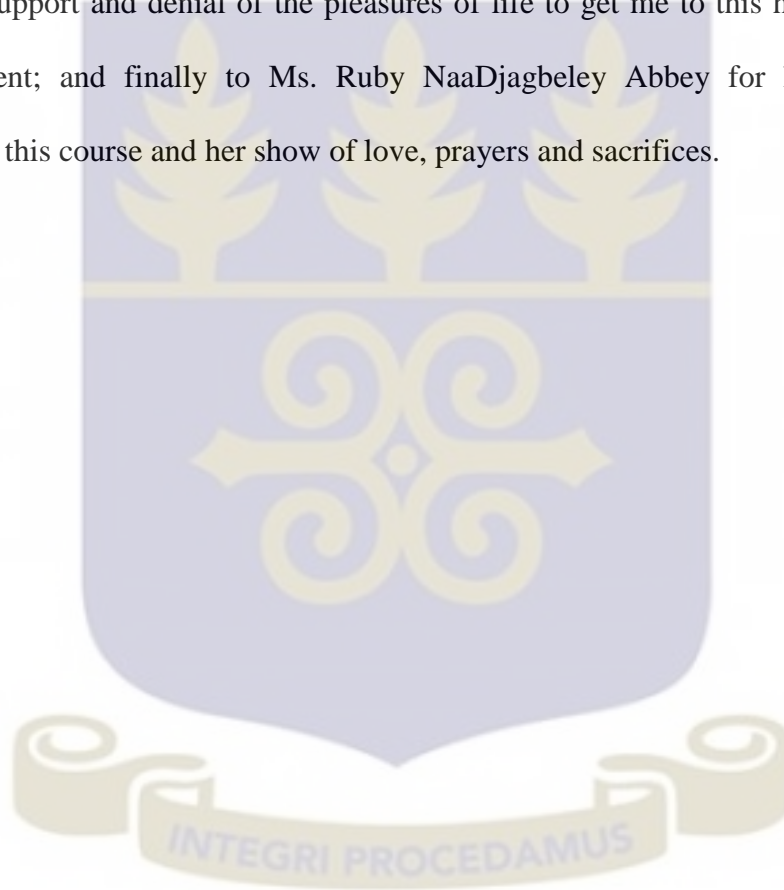 upport and denial of the pleasures of life to get me to this
ent; and finally to Ms. Ruby NaaDjagbeley Abbey for
this course and her show of love, prayers and sacrifices.
INTEGRI PROCEDAMUS